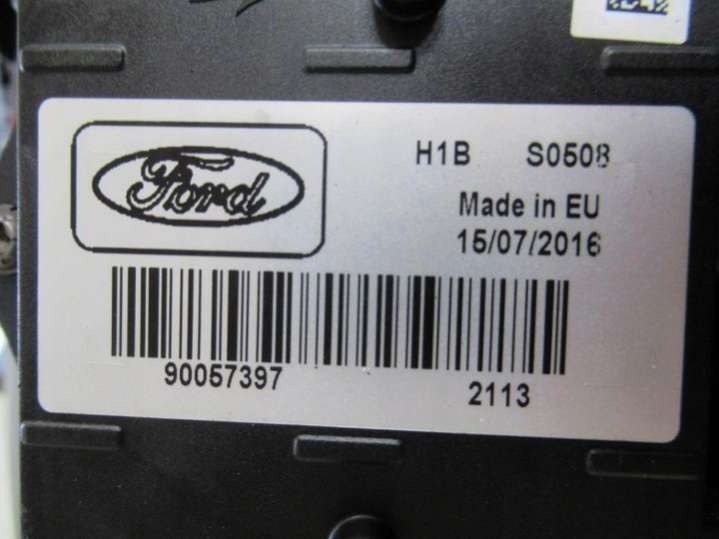 Ford
H1B S0508
Made in EU
15/07/2016
90057397 2113